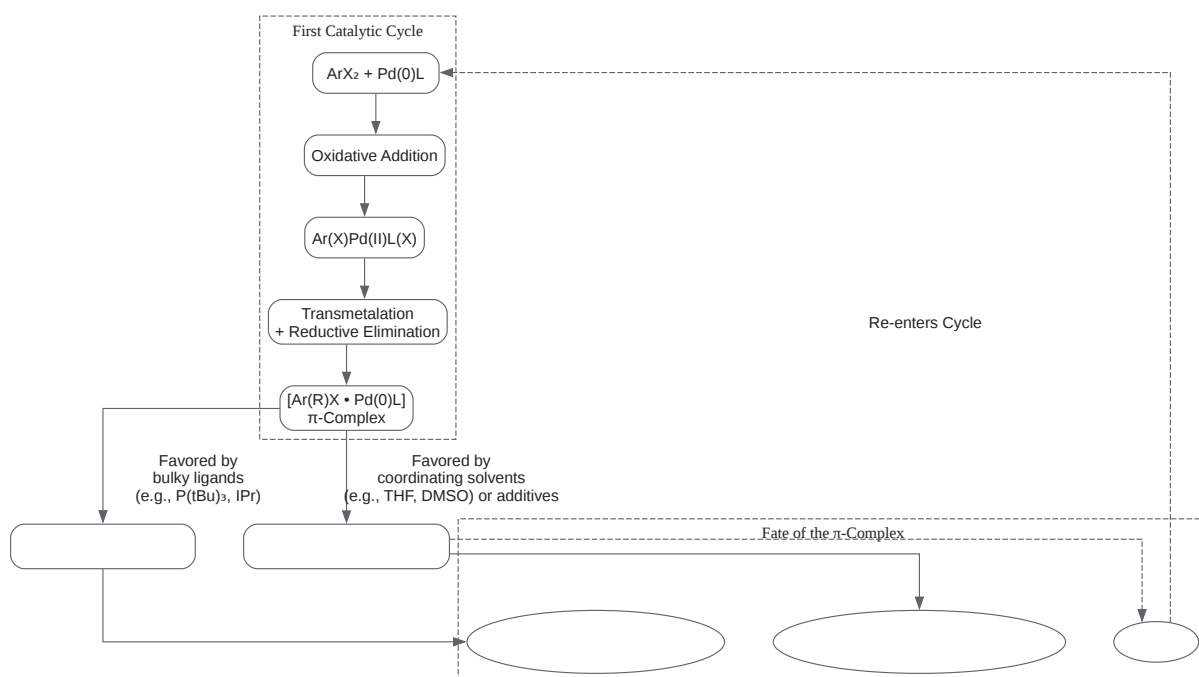 First Catalytic Cycle
ArX₂ + Pd(0)L
Oxidative Addition
Ar(X)Pd(II)L(X)
Transmetalation
+ Reductive Elimination
Re-enters Cycle
[Ar(R)X • Pd(0)L]
π-Complex
Favored by
bulky ligands
(e.g., P(tBu)₃, IPr)
Favored by
coordinating solvents
(e.g., THF, DMSO) or additives
Fate of the π-Complex